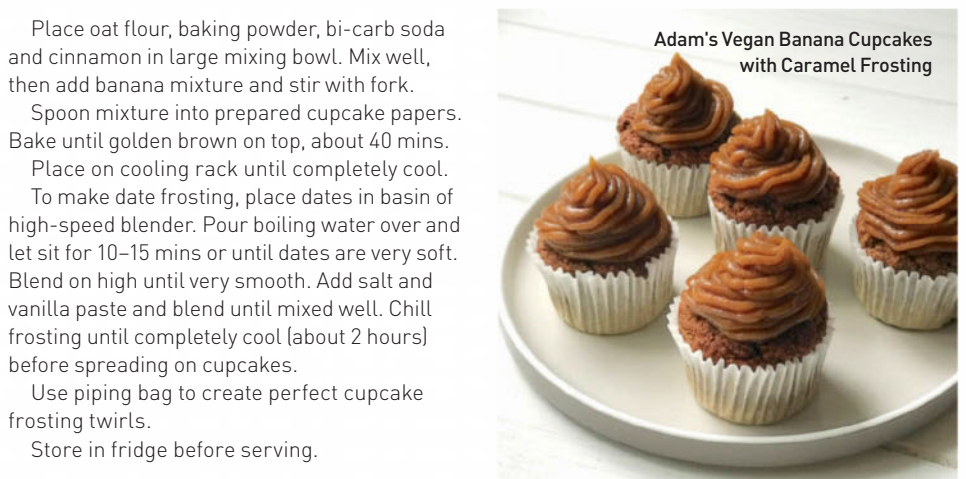 Place oat flour, baking powder, bi-carb soda
and cinnamon in large mixing bowl. Mix well,
then add banana mixture and stir with fork.
Spoon mixture into prepared cupcake papers.
Bake until golden brown on top, about 40 mins.
Place on cooling rack until completely cool.
To make date frosting, place dates in basin of
high-speed blender. Pour boiling water over and
let sit for 10–15 mins or until dates are very soft.
Blend on high until very smooth. Add salt and
vanilla paste and blend until mixed well. Chill
frosting until completely cool (about 2 hours)
before spreading on cupcakes.
Use piping bag to create perfect cupcake
frosting twirls.
Store in fridge before serving.
Adam's Vegan Banana Cupcakes
with Caramel Frosting